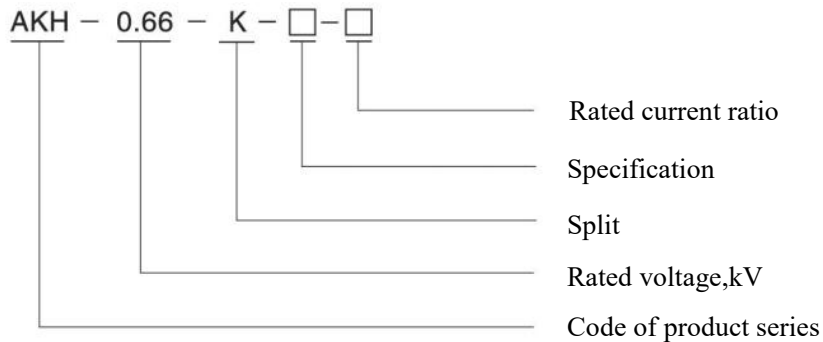 AKH – 0.66 – K – □ – □
Rated current ratio
Specification
Split
Rated voltage,kV
Code of product series